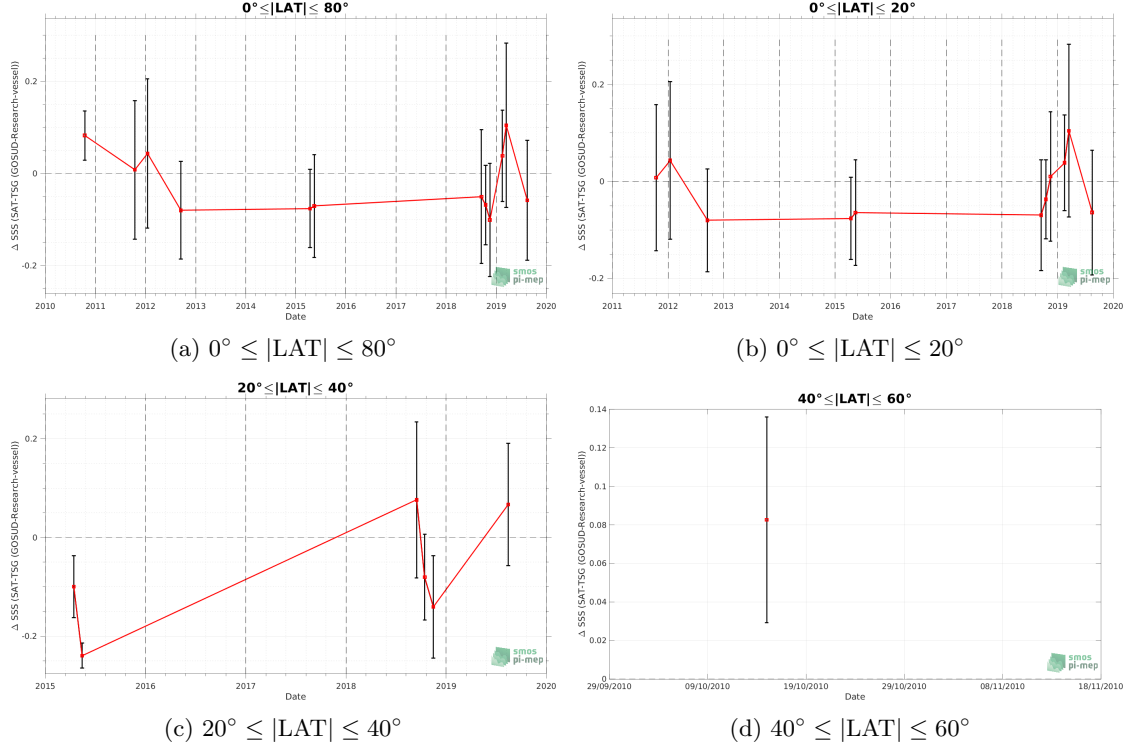 0°≤|LAT|≤ 80°
Δ SSS (SAT-TSG (GOSUD-Research-vessel))
0.2
0
-0.2
2010 2011 2012 2013 2014 2015 2016 2017 2018 2019 2020
Date
smos
pi-mep
(a) 0° ≤ |LAT| ≤ 80°
0°≤|LAT|≤ 20°
Δ SSS (SAT-TSG (GOSUD-Research-vessel))
0.2
0
-0.2
2011 2012 2013 2014 2015 2016 2017 2018 2019 2020
Date
smos
pi-mep
(b) 0° ≤ |LAT| ≤ 20°
20°≤|LAT|≤ 40°
Δ SSS (SAT-TSG (GOSUD-Research-vessel))
0.2
0
-0.2
2015 2016 2017 2018 2019 2020
Date
smos
pi-mep
(c) 20° ≤ |LAT| ≤ 40°
40°≤|LAT|≤ 60°
Δ SSS (SAT-TSG (GOSUD-Research-vessel))
0.14
0.12
0.1
0.08
0.06
0.04
0.02
0
29/09/2010 09/10/2010 19/10/2010 29/10/2010 08/11/2010 18/11/2010
Date
smos
pi-mep
(d) 40° ≤ |LAT| ≤ 60°